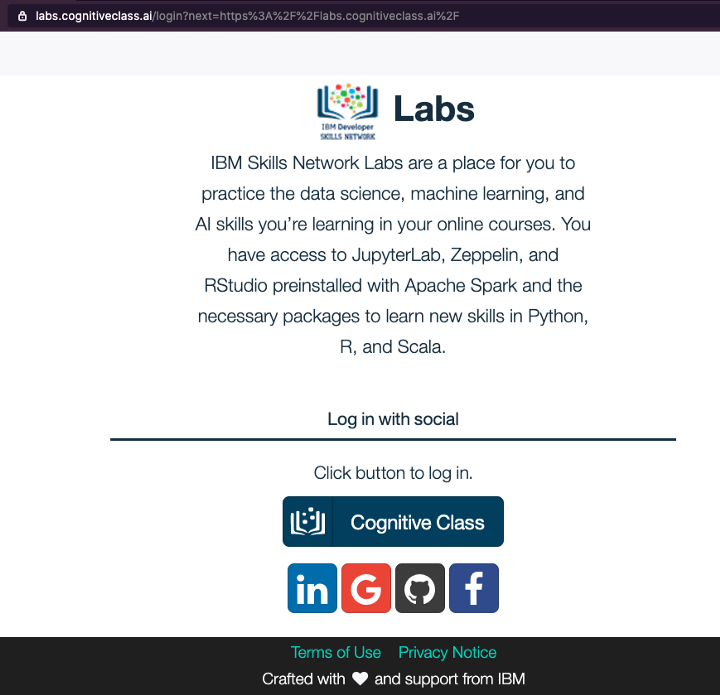 labs.cognitiveclass.ai/login?next=https%3A%2F%2Flabs.cognitiveclass.ai%2F
IBM Developer
SKILLS NETWORK
Labs
IBM Skills Network Labs are a place for you to
practice the data science, machine learning, and
AI skills you’re learning in your online courses. You
have access to JupyterLab, Zeppelin, and
RStudio preinstalled with Apache Spark and the
necessary packages to learn new skills in Python,
R, and Scala.
Log in with social
Click button to log in.
Cognitive Class
in G f
Terms of Use Privacy Notice
Crafted with and support from IBM